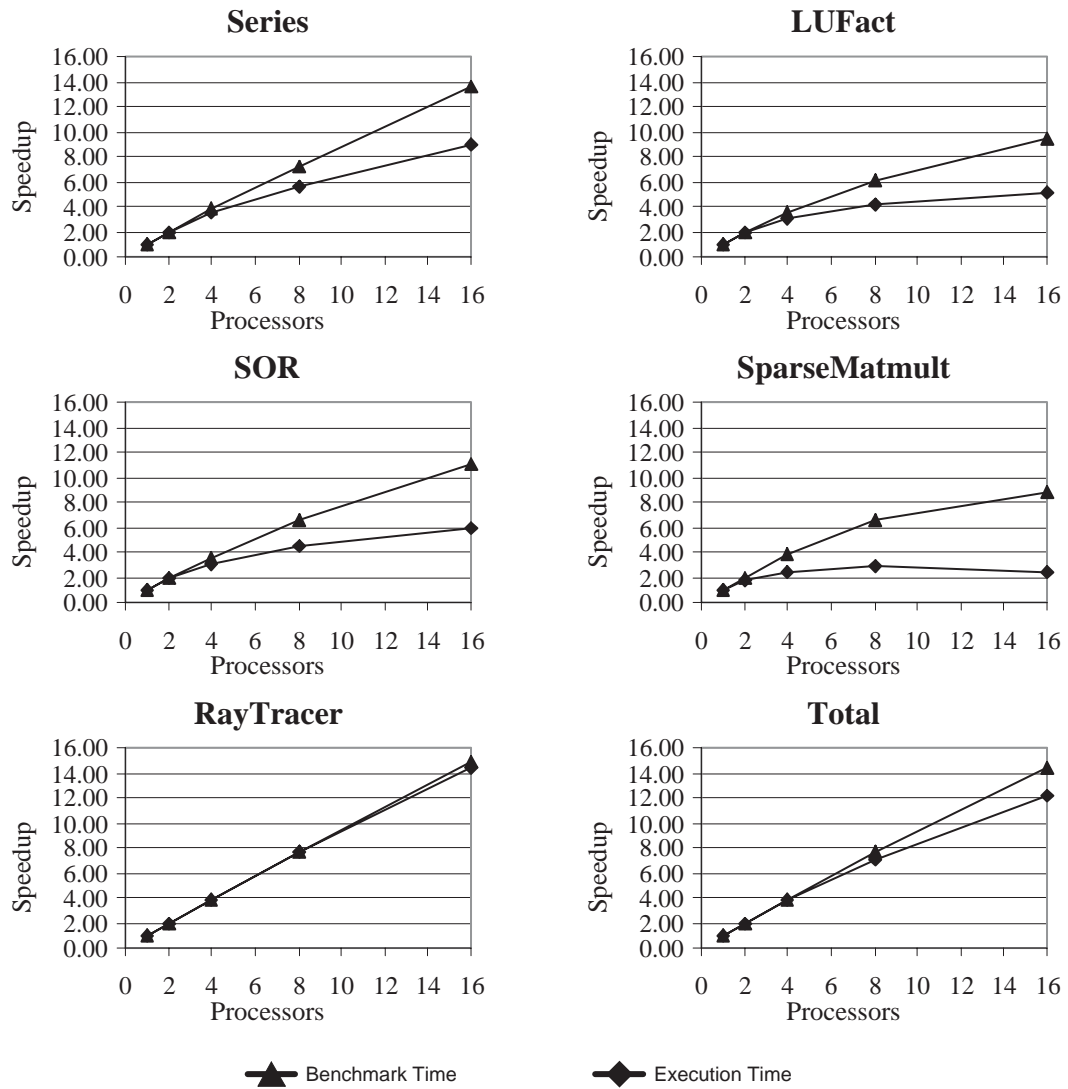 Series
16.00
14.00
12.00
10.00
8.00
6.00
4.00
2.00
0.00
Speedup
0 2 4 6 8 10 12 14 16
Processors
LUFact
16.00
14.00
12.00
10.00
8.00
6.00
4.00
2.00
0.00
Speedup
0 2 4 6 8 10 12 14 16
Processors
SOR
16.00
14.00
12.00
10.00
8.00
6.00
4.00
2.00
0.00
Speedup
0 2 4 6 8 10 12 14 16
Processors
SparseMatmult
16.00
14.00
12.00
10.00
8.00
6.00
4.00
2.00
0.00
Speedup
0 2 4 6 8 10 12 14 16
Processors
RayTracer
16.00
14.00
12.00
10.00
8.00
6.00
4.00
2.00
0.00
Speedup
0 2 4 6 8 10 12 14 16
Processors
Total
16.00
14.00
12.00
10.00
8.00
6.00
4.00
2.00
0.00
Speedup
0 2 4 6 8 10 12 14 16
Processors
Benchmark Time
Execution Time